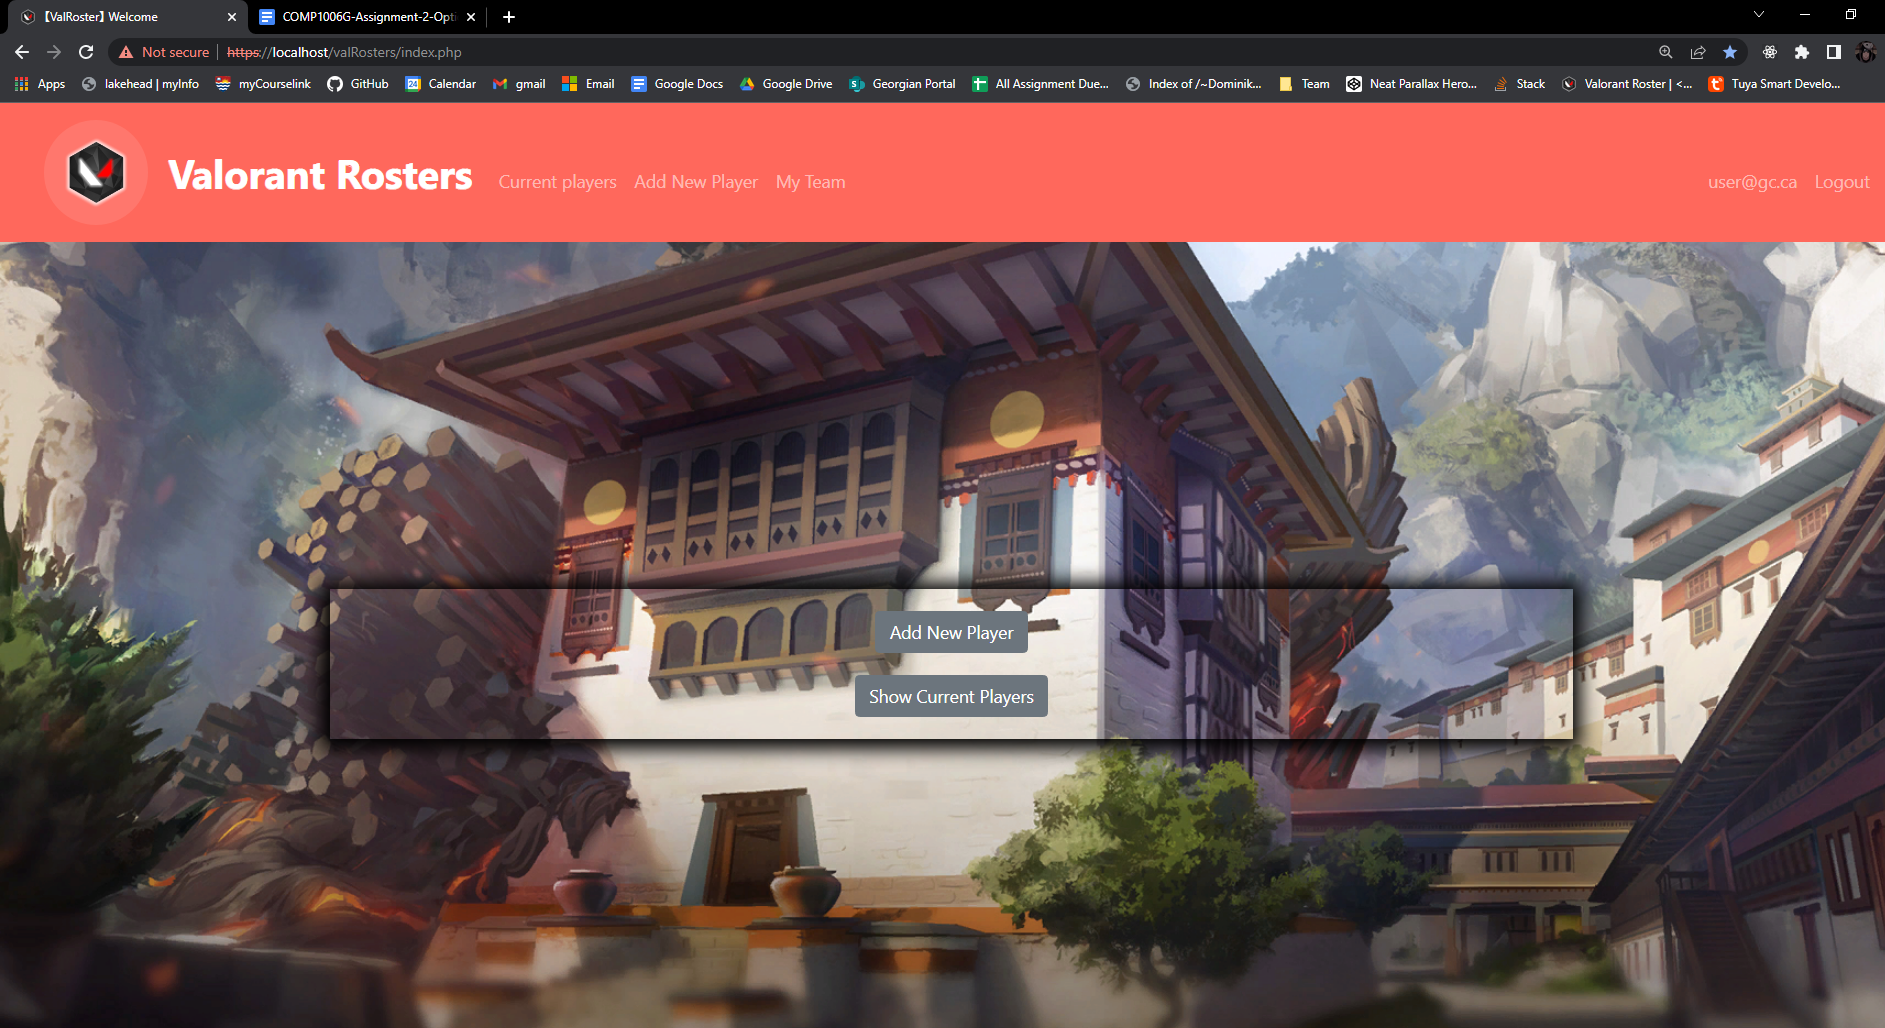 【ValRoster】Welcome
COMP1006G-Assignment-2-Opti
Not secure https://localhost/valRosters/index.php
Apps lakehead | myInfo myCourselink GitHub 24 Calendar gmail Email Google Docs Google Drive Georgian Portal All Assignment Due... Index of /~Dominik... Team Neat Parallax Hero... Stack Valorant Roster | <... Tuya Smart Develo...
Valorant Rosters Current players Add New Player My Team user@gc.ca Logout
Add New Player
Show Current Players